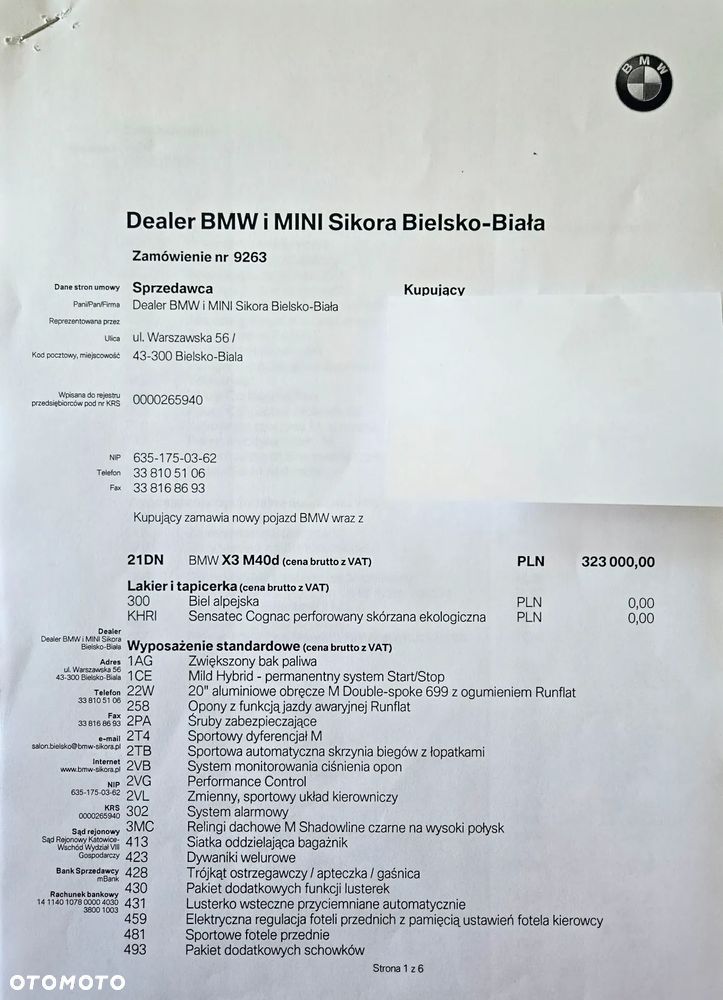 BMW
Dealer BMW i MINI Sikora Bielsko-Biała
Zamówienie nr 9263
Dane stron umowy Sprzedawca Kupujący
Pani/Pan/Firma Dealer BMW i MINI Sikora Bielsko-Biała
Reprezentowana przez
Ulica ul. Warszawska 56 /
Kod pocztowy, miejscowość 43-300 Bielsko-Biala
Wpisana do rejestru
przedsiębiorców pod nr KRS 0000265940
NIP 635-175-03-62
Telefon 33 810 51 06
Fax 33 816 86 93
Kupujący zamawia nowy pojazd BMW wraz z
21DN BMW X3 M40d (cena brutto z VAT) PLN 323 000,00
Lakier i tapicerka (cena brutto z VAT)
300 Biel alpejska PLN 0,00
KHRI Sensatec Cognac perforowany skórzana ekologiczna PLN 0,00
Wyposażenie standardowe (cena brutto z VAT)
1AG Zwiększony bak paliwa
1CE Mild Hybrid - permanentny system Start/Stop
22W 20" aluminiowe obręcze M Double-spoke 699 z ogumieniem Runflat
258 Opony z funkcją jazdy awaryjnej Runflat
2PA Śruby zabezpieczające
2T4 Sportowy dyferencjał M
2TB Sportowa automatyczna skrzynia biegów z łopatkami
2VB System monitorowania ciśnienia opon
2VG Performance Control
2VL Zmienny, sportowy układ kierowniczy
302 System alarmowy
3MC Relingi dachowe M Shadowline czarne na wysoki połysk
413 Siatka oddzielająca bagażnik
423 Dywaniki welurowe
428 Trójkąt ostrzegawczy / apteczka / gaśnica
430 Pakiet dodatkowych funkcji lusterek
431 Lusterko wsteczne przyciemniane automatycznie
459 Elektryczna regulacja foteli przednich z pamięcią ustawień fotela kierowcy
481 Sportowe fotele przednie
493 Pakiet dodatkowych schowków
Dealer
Dealer BMW i MINI Sikora
Bielsko-Biała
Adres
ul. Warszawska 56
43-300 Bielsko-Biala
Telefon
33 810 51 06
Fax
33 816 86 93
e-mail
salon.bielsko@bmw-sikora.pl
Internet
www.bmw-sikora.pl
NIP
635-175-03-62
KRS
0000265940
Sąd rejonowy
Sąd Rejonowy Katowice-
Wschód Wydział VIII
Gospodarczy
Bank Sprzedawcy
mBank
Rachunek bankowy
14 1140 1078 0000 4030
3800 1003
Strona 1 z 6
OTOMOTO